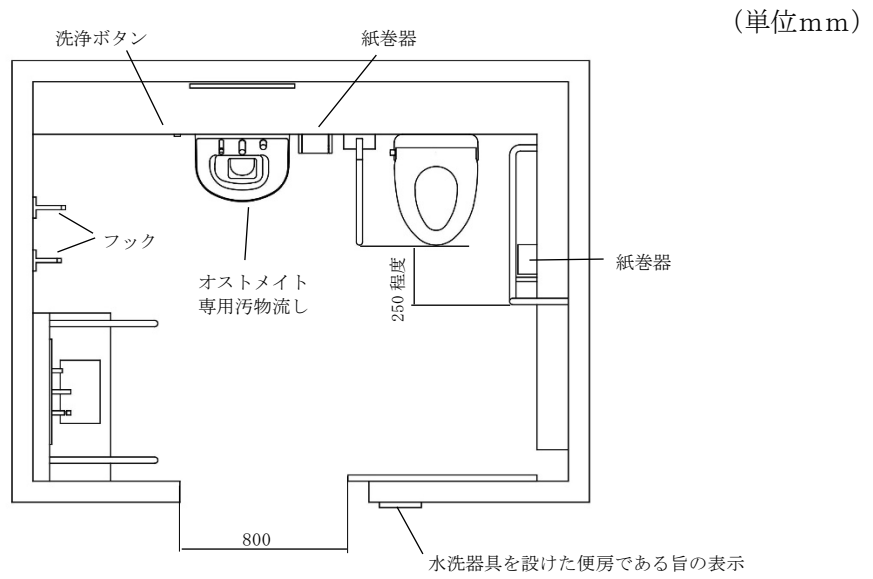 （単位ｍｍ）
洗浄ボタン
紙巻器
フック
オストメイト
専用汚物流し
250 程度
紙巻器
800
水洗器具を設けた便房である旨の表示